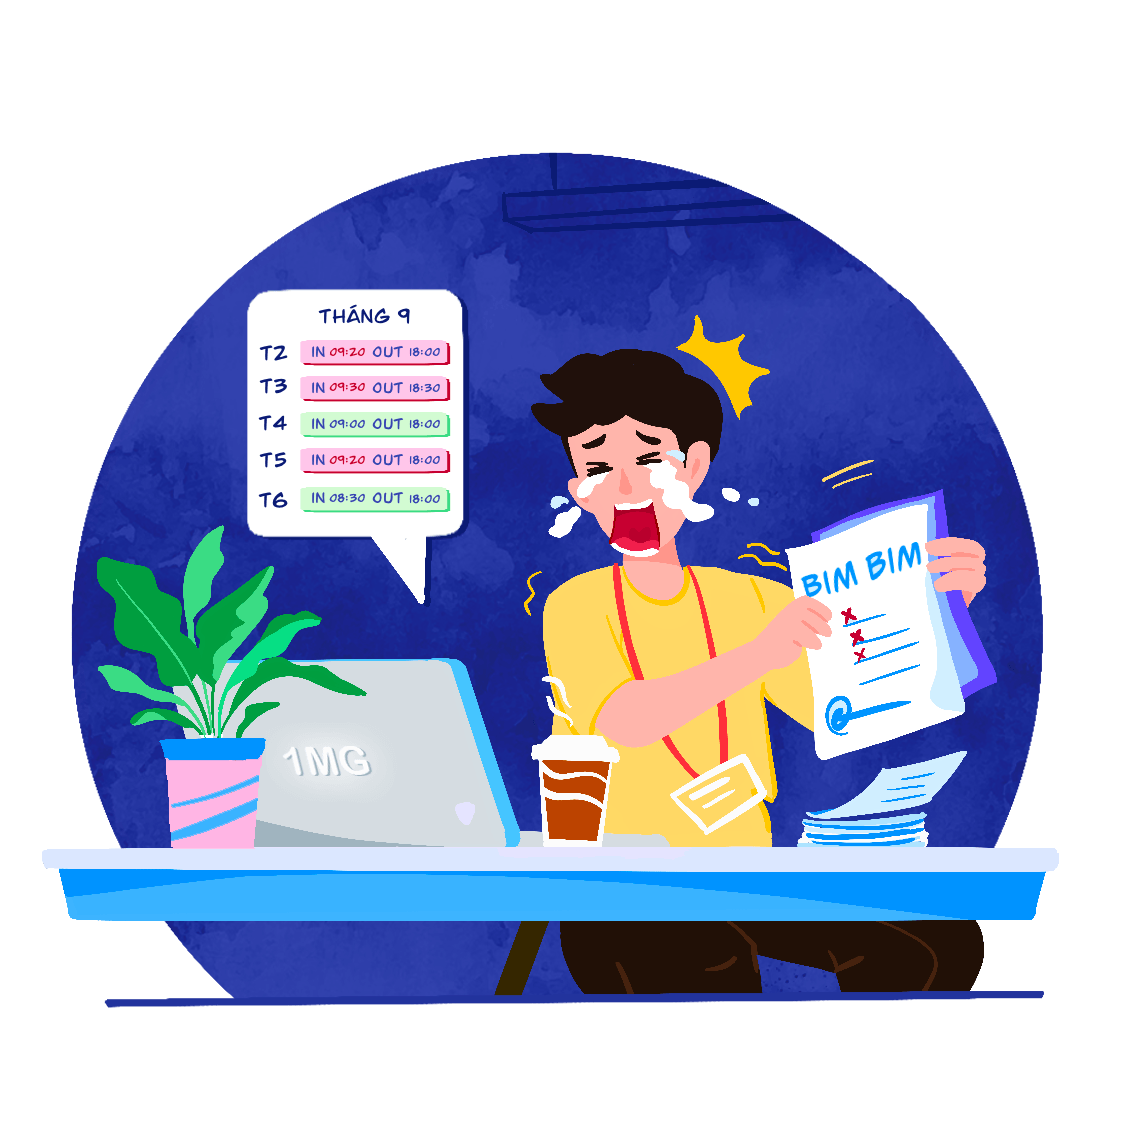 THÁNG 9
T2 IN 09:20 OUT 18:00
T3 IN 09:30 OUT 18:30
T4 IN 09:00 OUT 18:00
T5 IN 09:20 OUT 18:00
T6 IN 08:30 OUT 18:00
BIM BIM
1MG